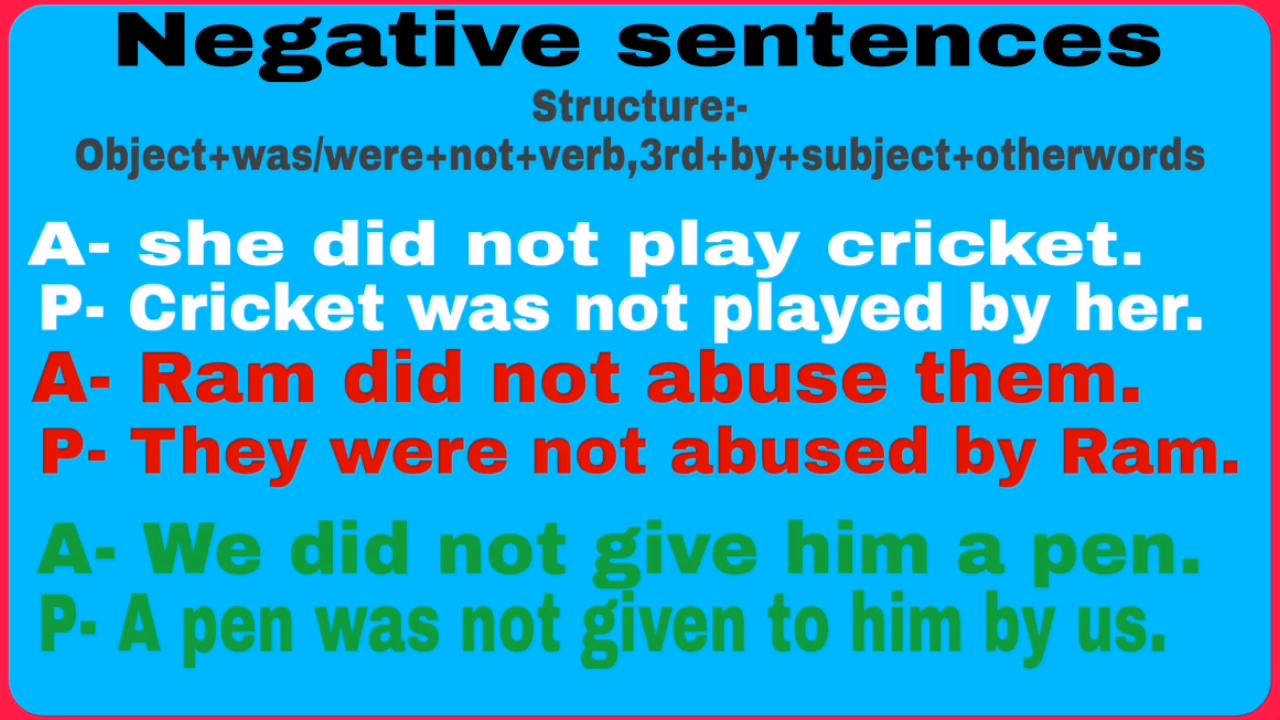 Negative sentences
Structure:-
Object+was/were+not+verb,3rd+by+subject+otherwords
A- she did not play cricket.
P- Cricket was not played by her.
A- Ram did not abuse them.
P- They were not abused by Ram.
A- We did not give him a pen.
P- A pen was not given to him by us.